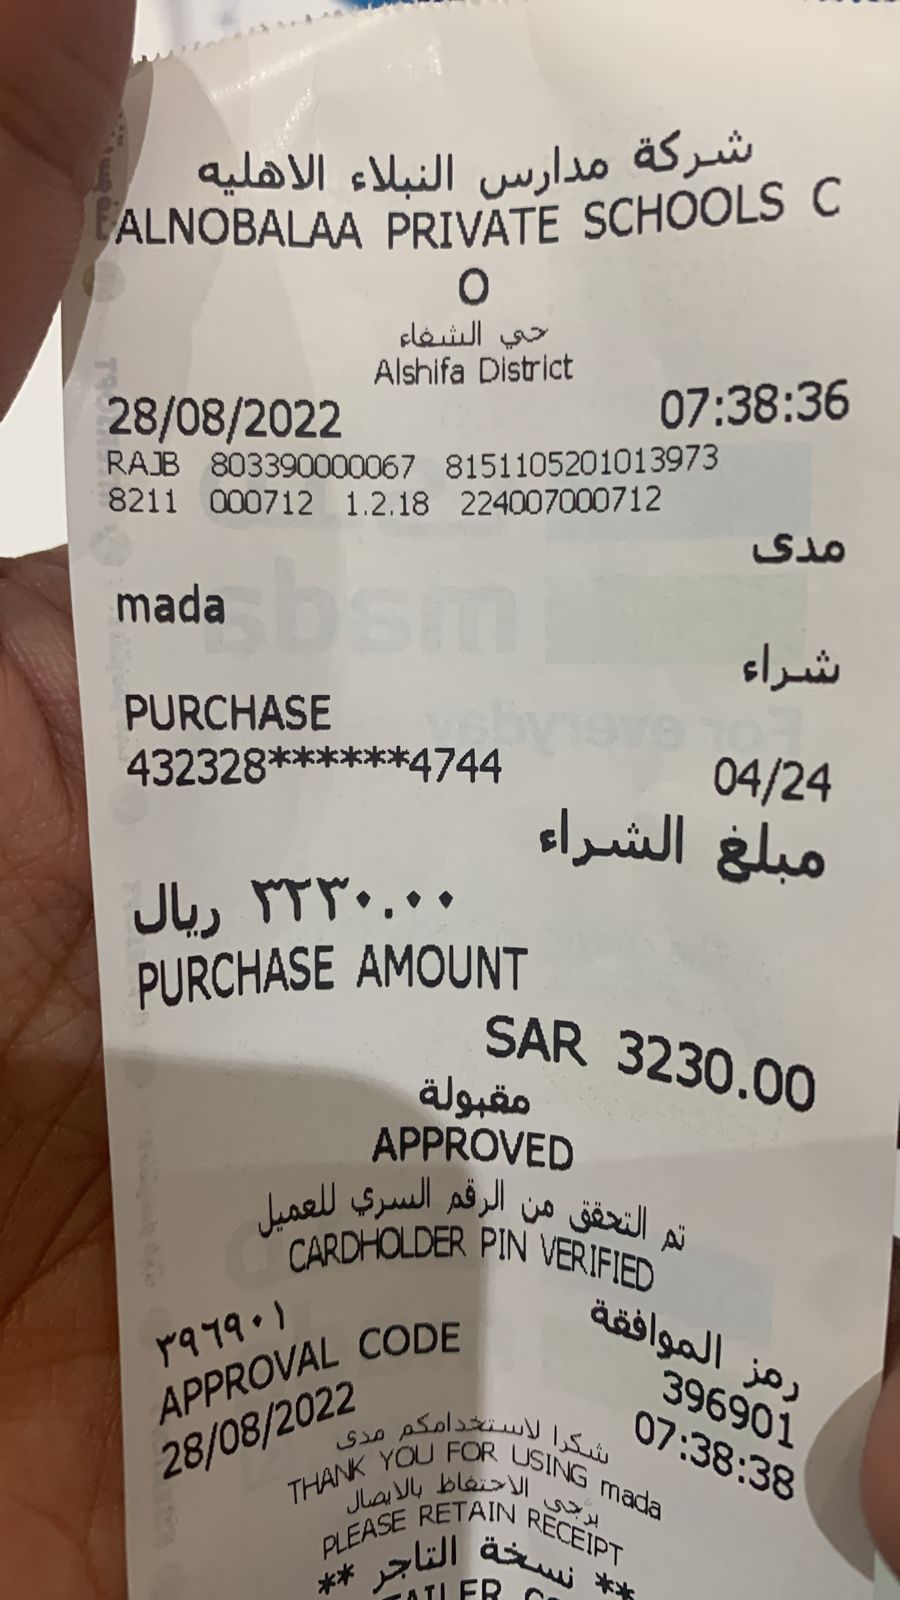 شركة مدارس النبلاء الاهليه
ALNOBALAA PRIVATE SCHOOLS C
O
حي الشفاء
Alshifa District
28/08/2022 07:38:36
RAJB 803390000067 8151105201013973
8211 000712 1.2.18 224007000712
مدى
mada
شراء
PURCHASE
432328******4744 04/24
مبلغ الشراء
٣٢٣٠.٠٠ ريال
PURCHASE AMOUNT
SAR 3230.00
مقبولة
APPROVED
تم التحقق من الرقم السري للعميل
CARDHOLDER PIN VERIFIED
رمز الموافقة ٣٩٦٩٠١
APPROVAL CODE 396901
28/08/2022 07:38:38
شكرا لاستخدامكم مدى
THANK YOU FOR USING mada
يرجى الاحتفاظ بالايصال
PLEASE RETAIN RECEIPT
** نسخة التاجر **